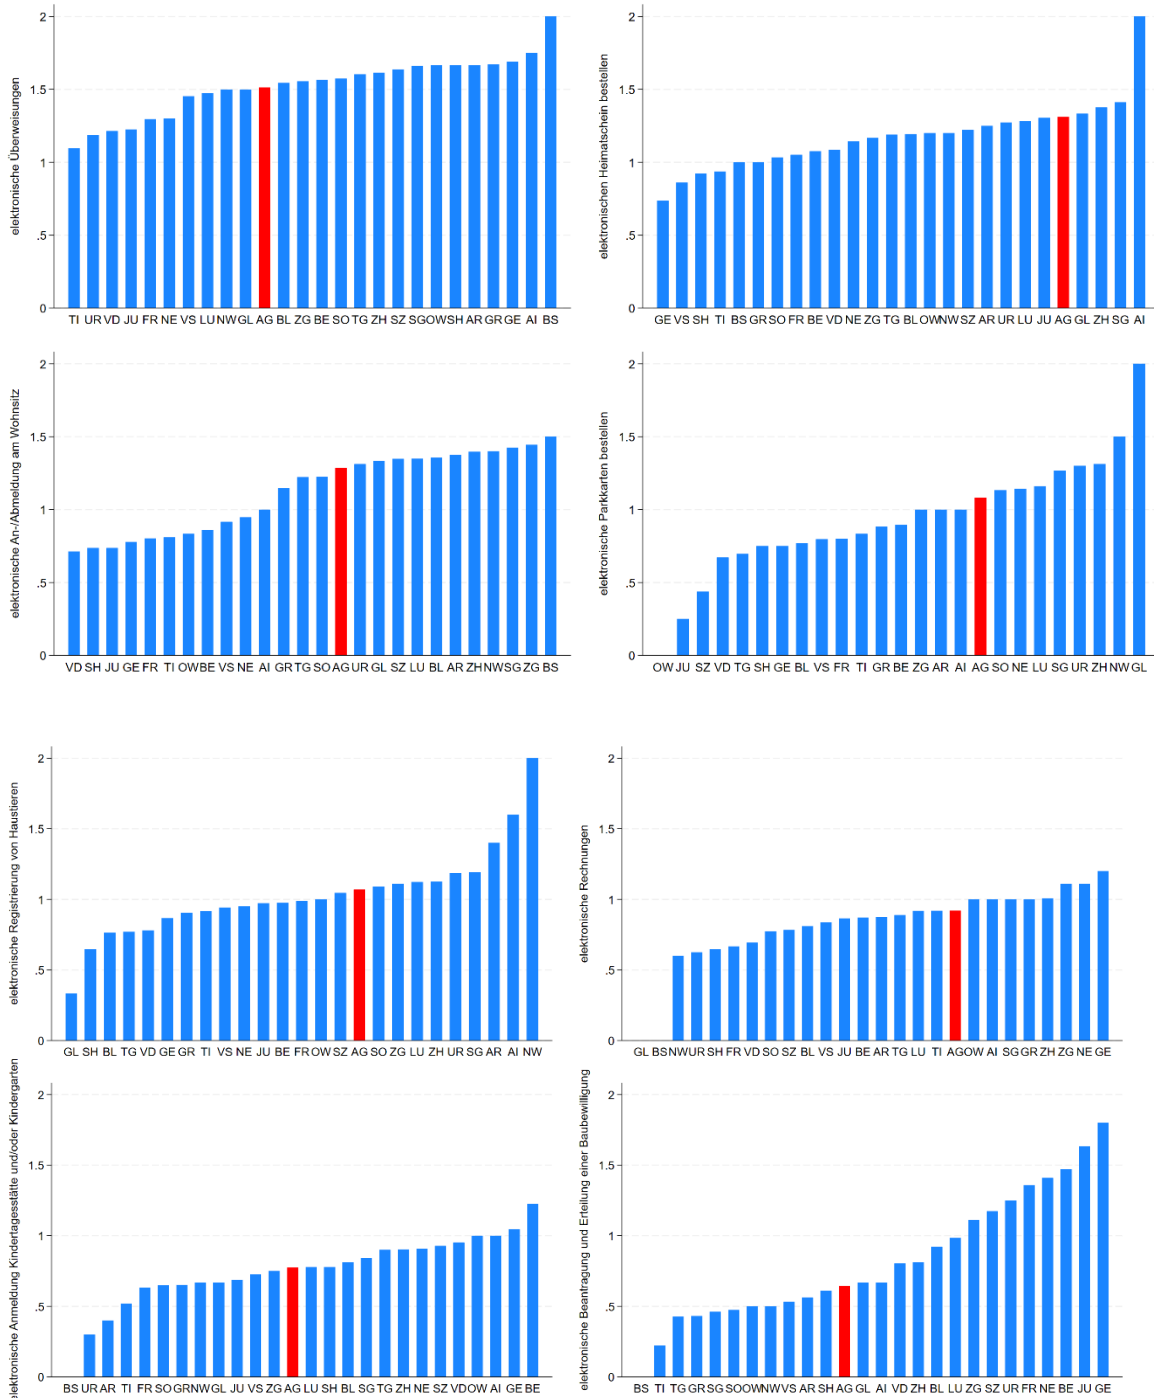 elektronische Überweisungen
2
1.5
1
.5
0
TI UR VD JU FR NE VS LU NW GL AG BL ZG BE SO TG ZH SZ SG OW SH AR GR GE AI BS
elektronischen Heimatschein bestellen
2
1.5
1
.5
0
GE VS SH TI BS GR SO FR BE VD NE ZG TG BL OW NW SZ AR UR LU JU AG GL ZH SG AI
elektronische An-/Abmeldung am Wohnsitz
2
1.5
1
.5
0
VD SH JU GE FR TI OW BE VS NE AI GR TG SO AG UR GL SZ LU BL AR ZH NW SG ZG BS
elektronische Parkkarten bestellen
2
1.5
1
.5
0
OW JU SZ VD TG SH GE BL VS FR TI GR BE ZG AR AI AG SO NE LU SG UR ZH NW GL
elektronische Registrierung von Haustieren
2
1.5
1
.5
0
GL SH BL TG VD GE GR TI VS NE JU BE FR OW SZ AG SO ZG LU ZH UR SG AR AI NW
elektronische Rechnungen
2
1.5
1
.5
0
GL BS NW UR SH FR VD SO SZ BL VS JU BE AR TG LU TI AG OW AI SG GR ZH ZG NE GE
elektronische Anmeldung Kindertagesstätte und/oder Kindergarten
2
1.5
1
.5
0
BS UR AR TI FR SO GR NW GL JU VS ZG AG LU SH BL SG TG ZH NE SZ VD OW AI GE BE
elektronische Beantragung und Erteilung einer Baubewilligung
2
1.5
1
.5
0
BS TI TG GR SG SO OW NW VS AR SH AG GL AI VD ZH BL LU ZG SZ UR FR NE BE JU GE